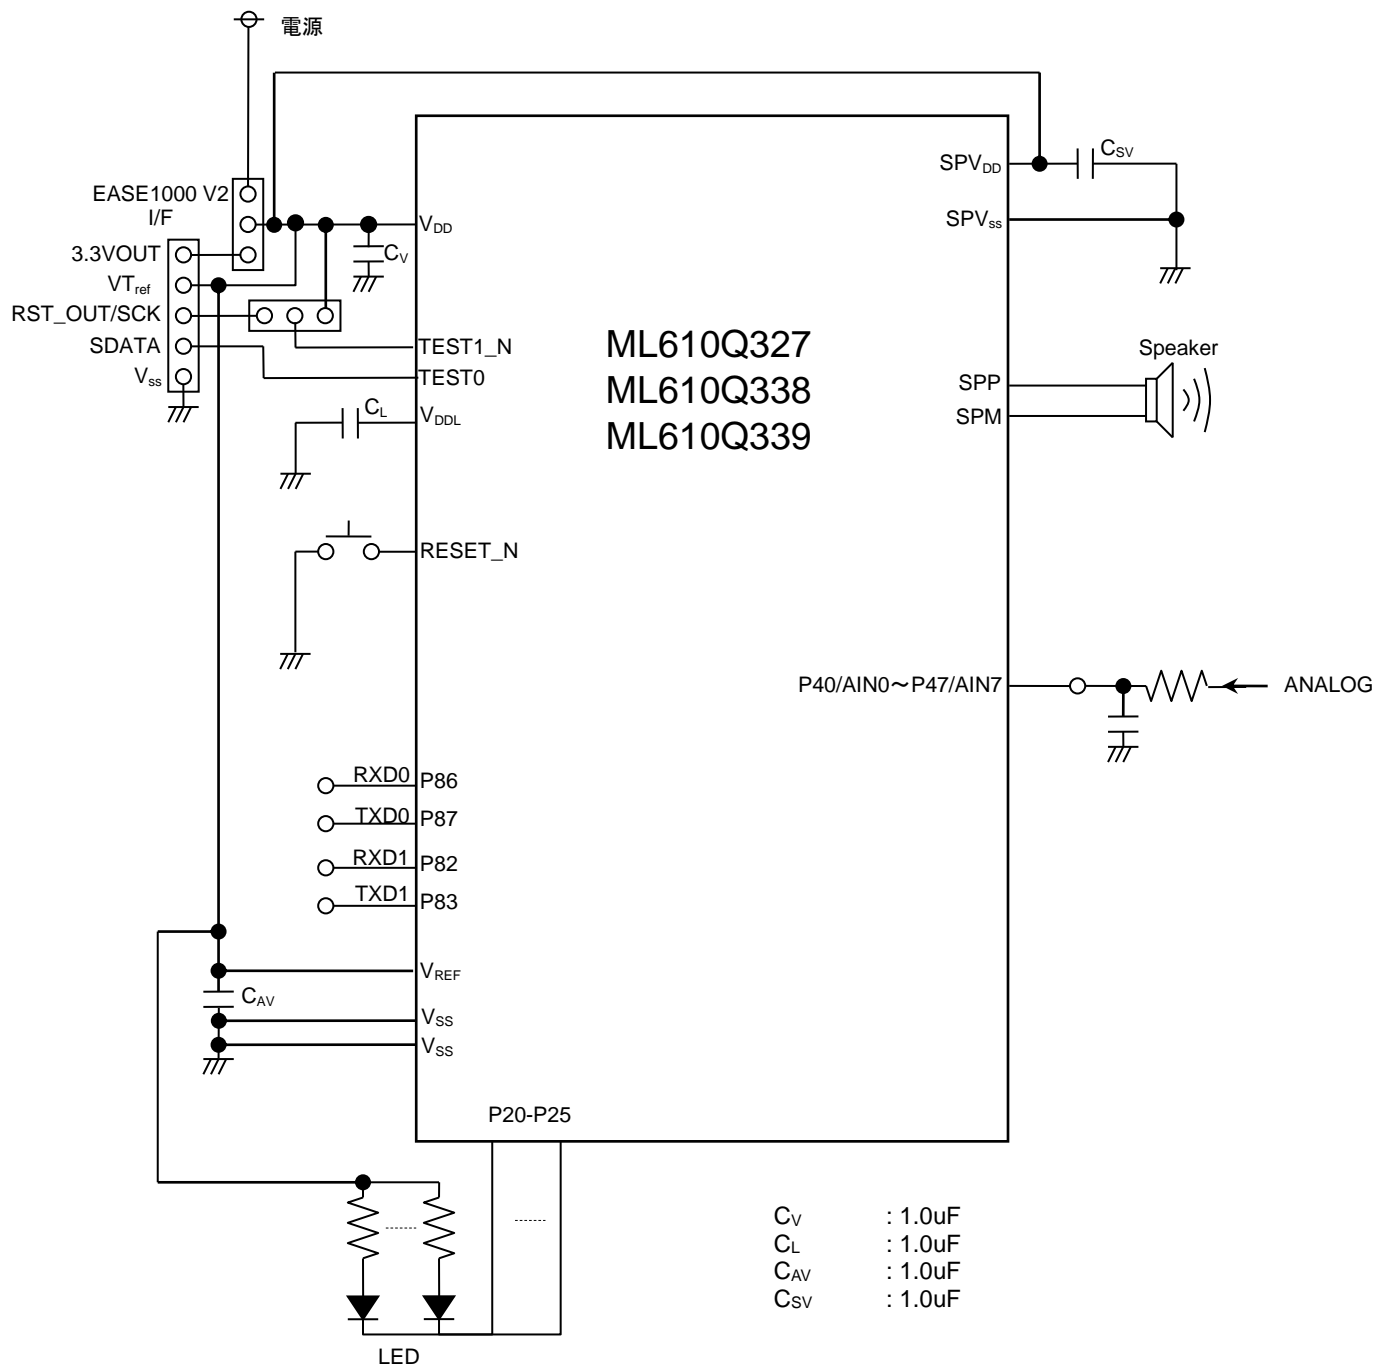 電源
EASE1000 V2
I/F
3.3VOUT
VTref
RST_OUT/SCK
SDATA
Vss
VDD
CV
TEST1_N
TEST0
CL
VDDL
RESET_N
ML610Q327
ML610Q338
ML610Q339
SPVDD
CSV
SPVss
Speaker
SPP
SPM
P40/AIN0～P47/AIN7
ANALOG
RXD0 P86
TXD0 P87
RXD1 P82
TXD1 P83
VREF
CAV
VSS
VSS
P20-P25
LED
CV : 1.0uF
CL : 1.0uF
CAV : 1.0uF
CSV : 1.0uF